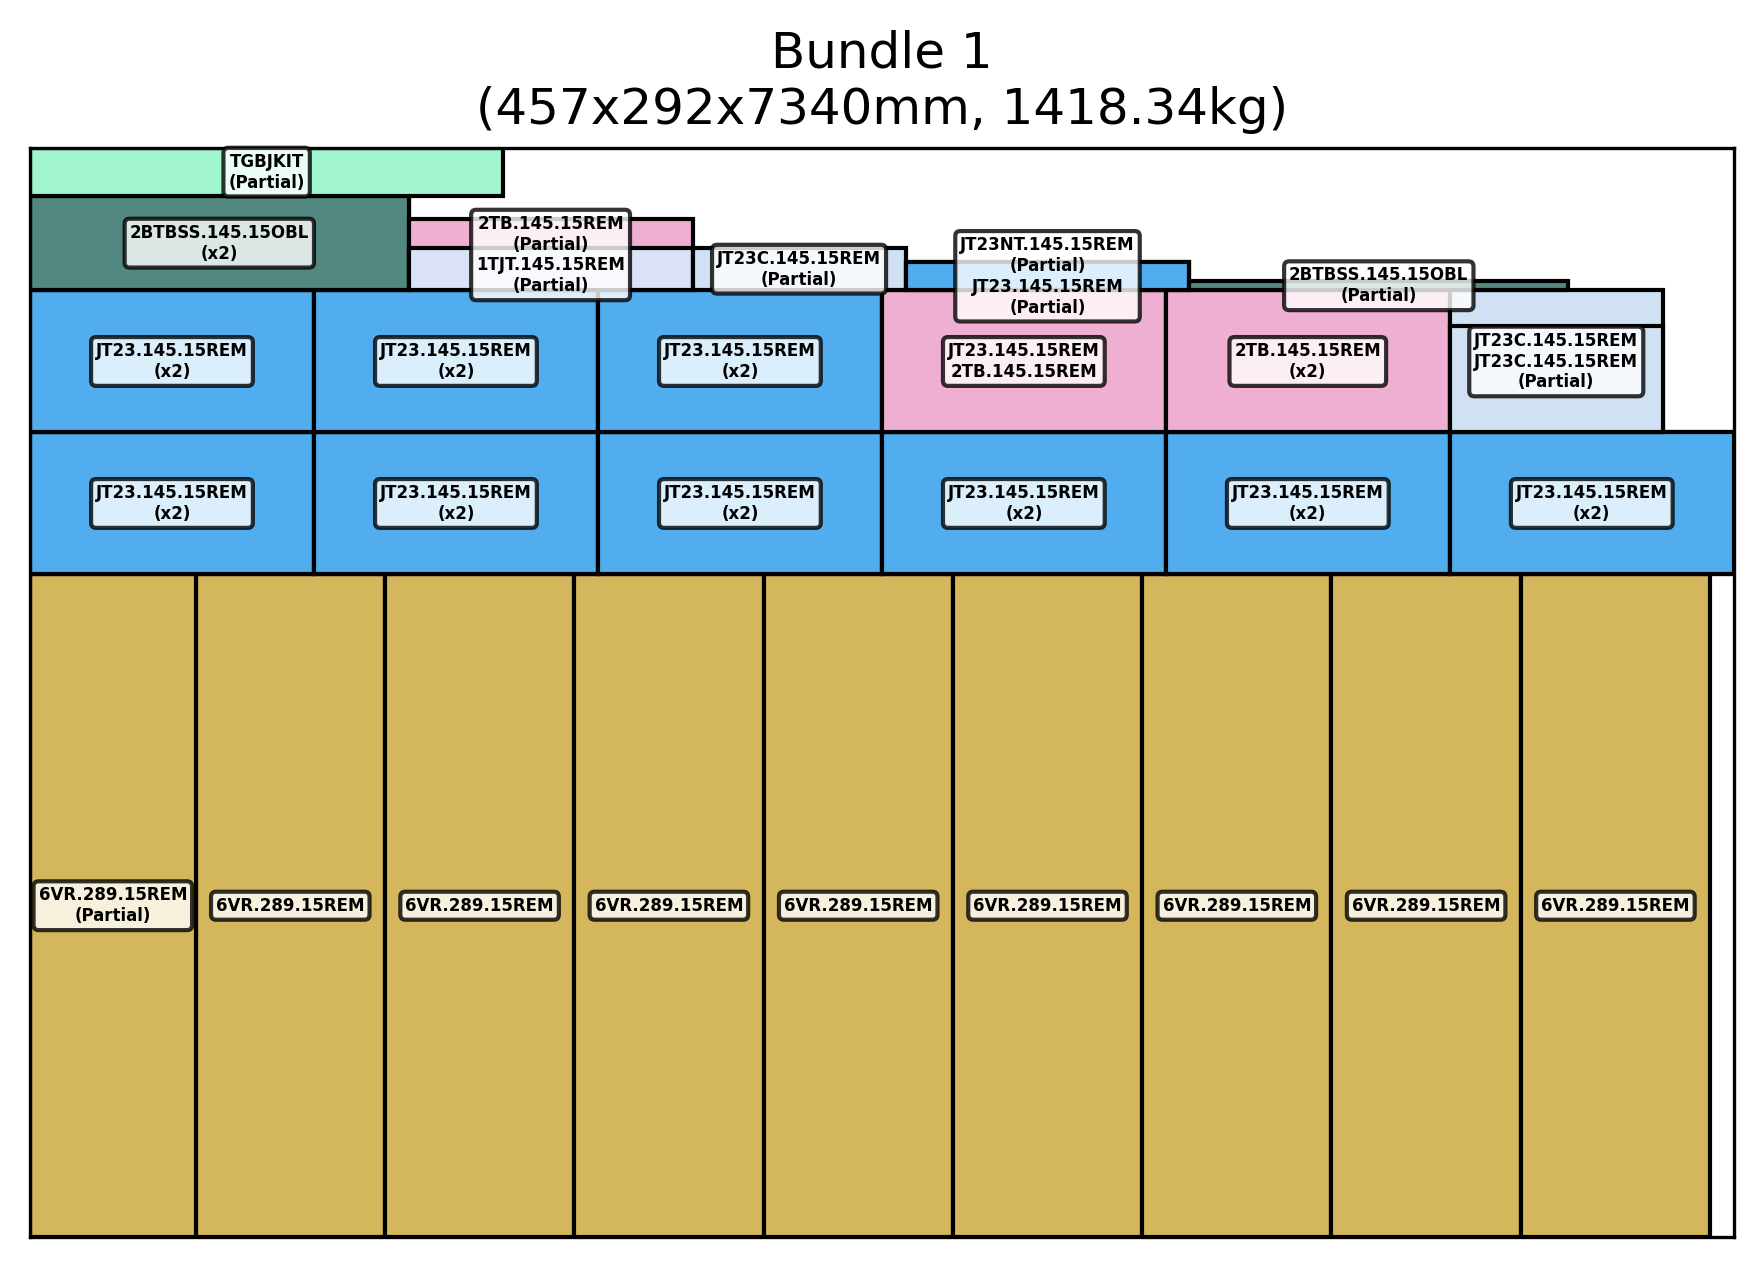 Bundle 1
(457x292x7340mm, 1418.34kg)
TGBJKIT
(Partial)
2BTBSS.145.15OBL
(x2)
2TB.145.15REM
(Partial)
1TJT.145.15REM
(Partial)
JT23C.145.15REM
(Partial)
JT23NT.145.15REM
(Partial)
JT23.145.15REM
(Partial)
2BTBSS.145.15OBL
(Partial)
JT23.145.15REM
(x2)
JT23.145.15REM
(x2)
JT23.145.15REM
(x2)
JT23.145.15REM
2TB.145.15REM
2TB.145.15REM
(x2)
JT23C.145.15REM
JT23C.145.15REM
(Partial)
JT23.145.15REM
(x2)
JT23.145.15REM
(x2)
JT23.145.15REM
(x2)
JT23.145.15REM
(x2)
JT23.145.15REM
(x2)
JT23.145.15REM
(x2)
6VR.289.15REM
(Partial)
6VR.289.15REM
6VR.289.15REM
6VR.289.15REM
6VR.289.15REM
6VR.289.15REM
6VR.289.15REM
6VR.289.15REM
6VR.289.15REM